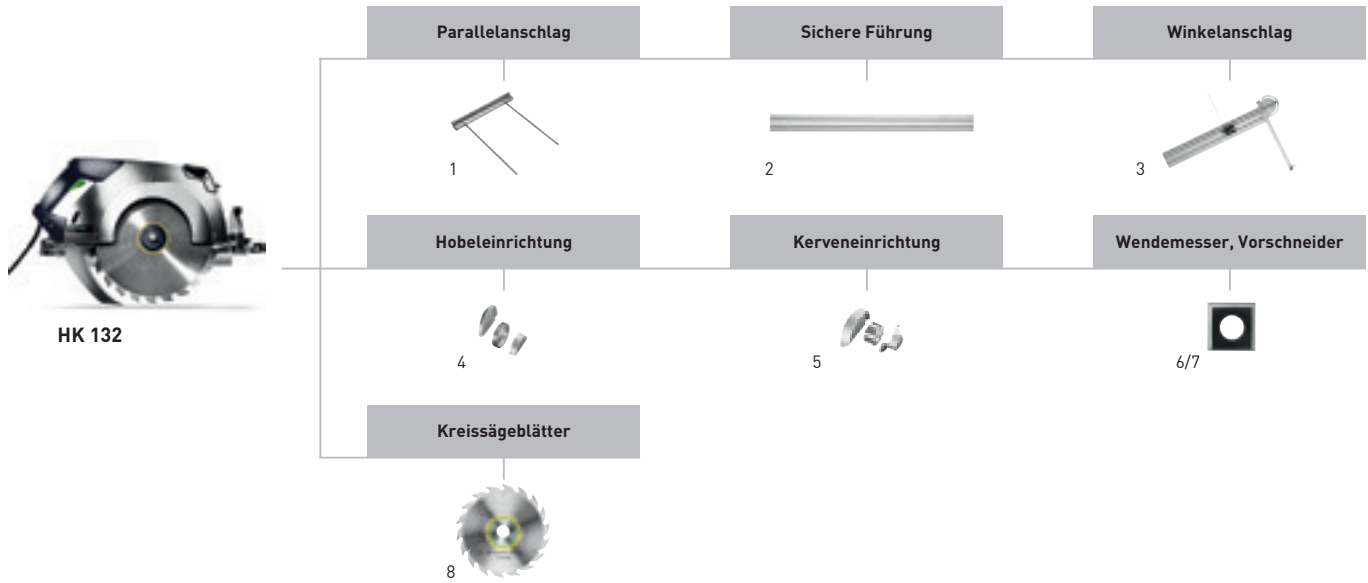 Parallelanschlag
Sichere Führung
Winkelanschlag
1
2
3
Hobeleinrichtung
Kerveneinrichtung
Wendemesser, Vorschneider
HK 132
4
5
6/7
Kreissägeblätter
8